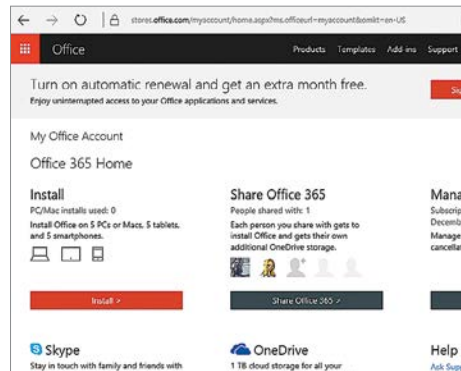 stores.office.com/myaccount/home.aspx?ms.officeurl=myaccount&omkt=en-US
Office
Products Templates Add-ins Support
Turn on automatic renewal and get an extra month free.
Enjoy uninterrupted access to your Office applications and services.
My Office Account
Office 365 Home
Install
PC/Mac installs used: 0
Install Office on 5 PCs or Macs, 5 tablets,
and 5 smartphones.
Install >
Share Office 365
People shared with: 1
Each person you share with gets to
install Office and gets their own
additional OneDrive storage.
Share Office 365 >
Mana
Subscrip
Decemb
Manage
cancellat
Skype
Stay in touch with family and friends with
OneDrive
1 TB cloud storage for all your
Help
Ask Supp